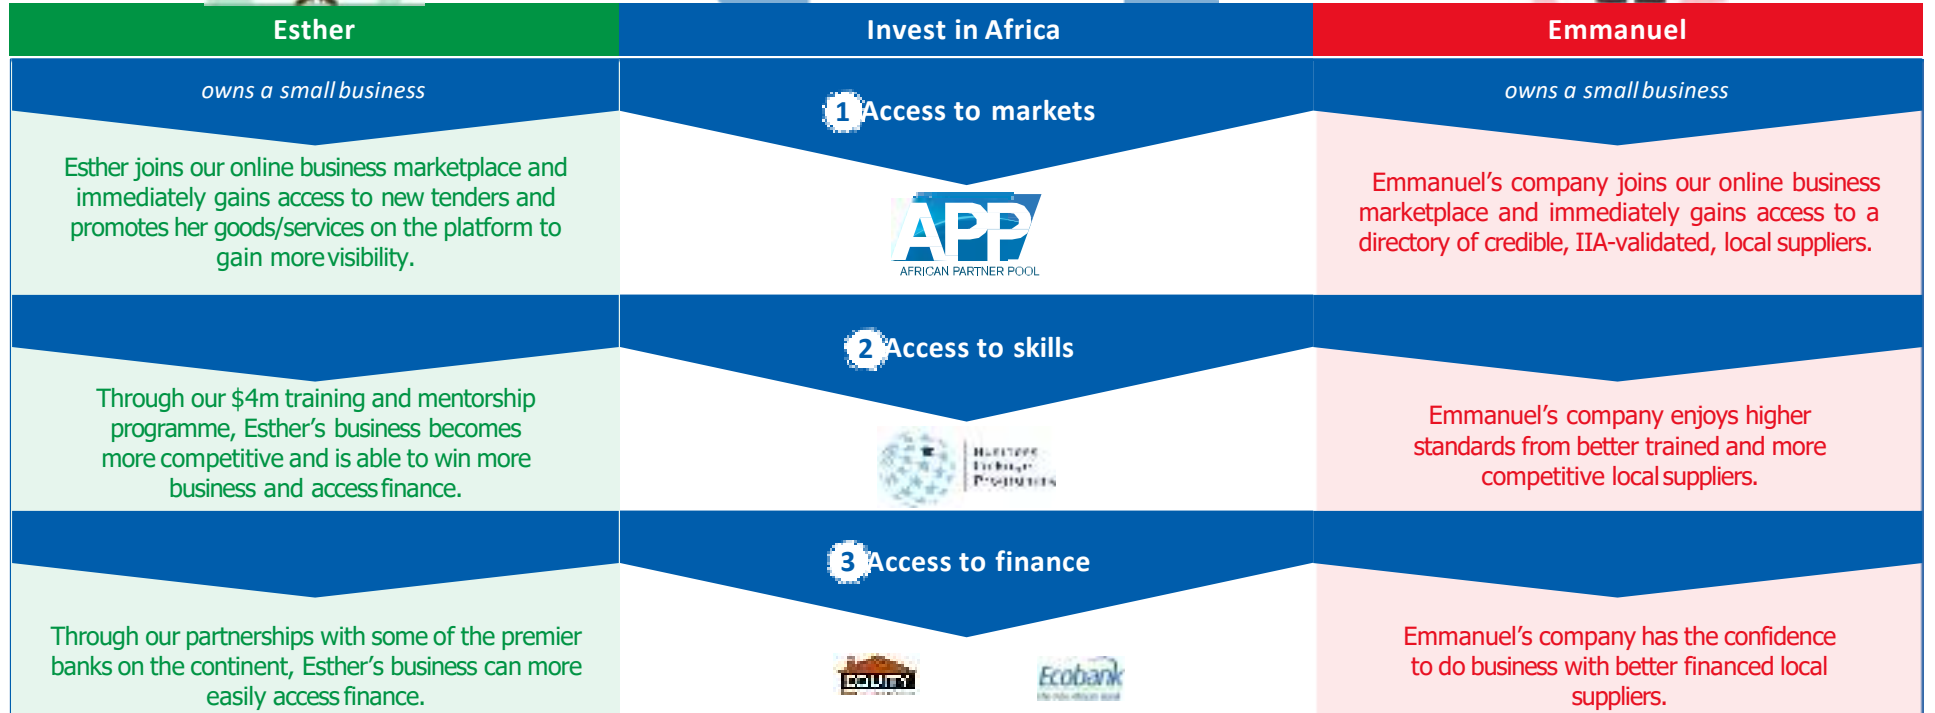 Esther
Invest in Africa
Emmanuel
owns a small business
1 Access to markets
owns a small business
Esther joins our online business marketplace and
immediately gains access to new tenders and
promotes her goods/services on the platform to
gain more visibility.
APP
AFRICAN PARTNER POOL
Emmanuel’s company joins our online business
marketplace and immediately gains access to a
directory of credible, IIA-validated, local suppliers.
2 Access to skills
Through our $4m training and mentorship
programme, Esther’s business becomes
more competitive and is able to win more
business and access finance.
Business
Emmanuel’s company enjoys higher
standards from better trained and more
competitive local suppliers.
3 Access to finance
Through our partnerships with some of the premier
banks on the continent, Esther’s business can more
easily access finance.
EQUITY
Ecobank
Emmanuel’s company has the confidence
to do business with better financed local
suppliers.